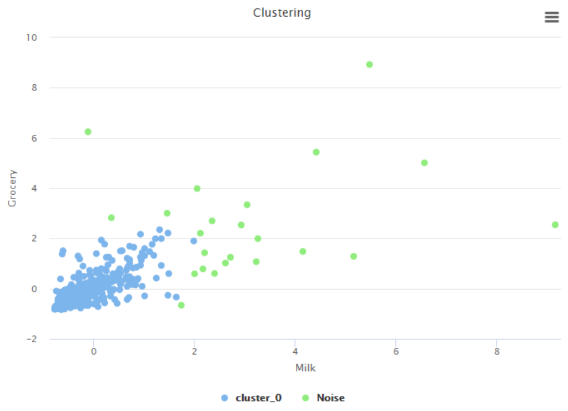 Clustering
10
8
6
4
2
0
−2
Grocery
0 2 4 6 8
Milk
cluster_0 Noise